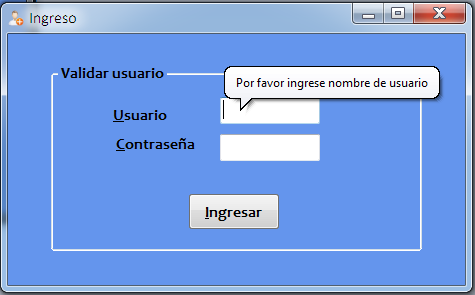 Ingreso
Validar usuario
Por favor ingrese nombre de usuario
Usuario
Contraseña
Ingresar